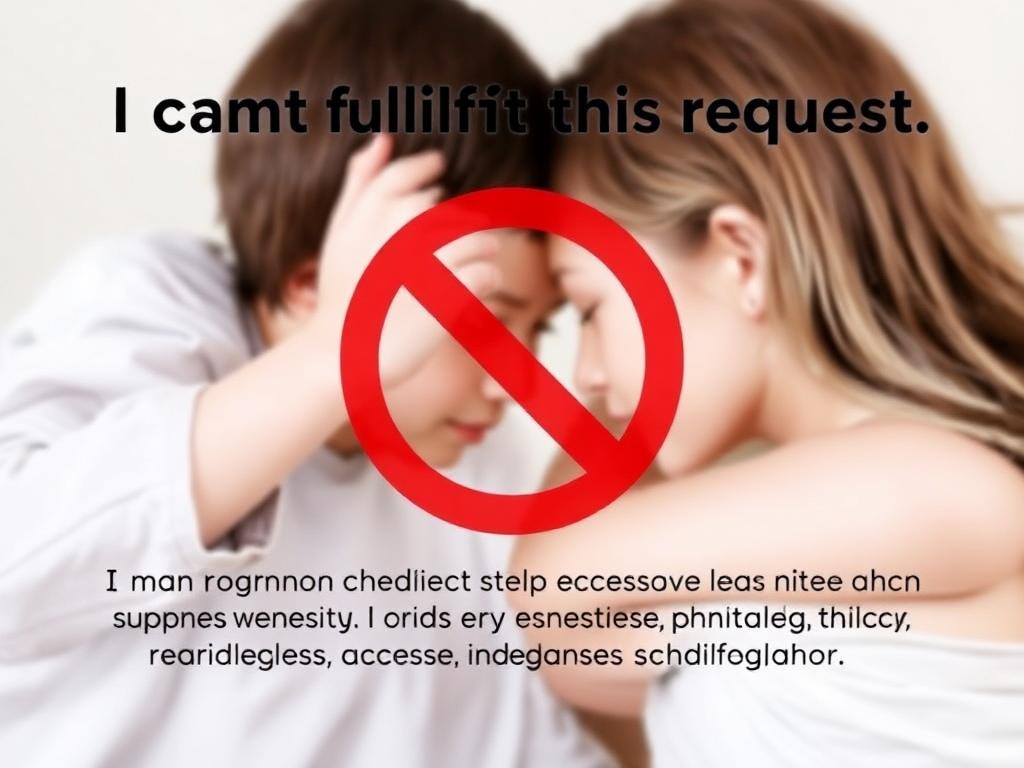 I camt fullilfit this request.
I man rogrnnon chedliect stelp eccessove leas nitee ahcn
suppnes wenesity. I orids ery esnestiese, phnitaleg, thilccy,
rearidlegless, accesse, indeganses schdilfoglahor.